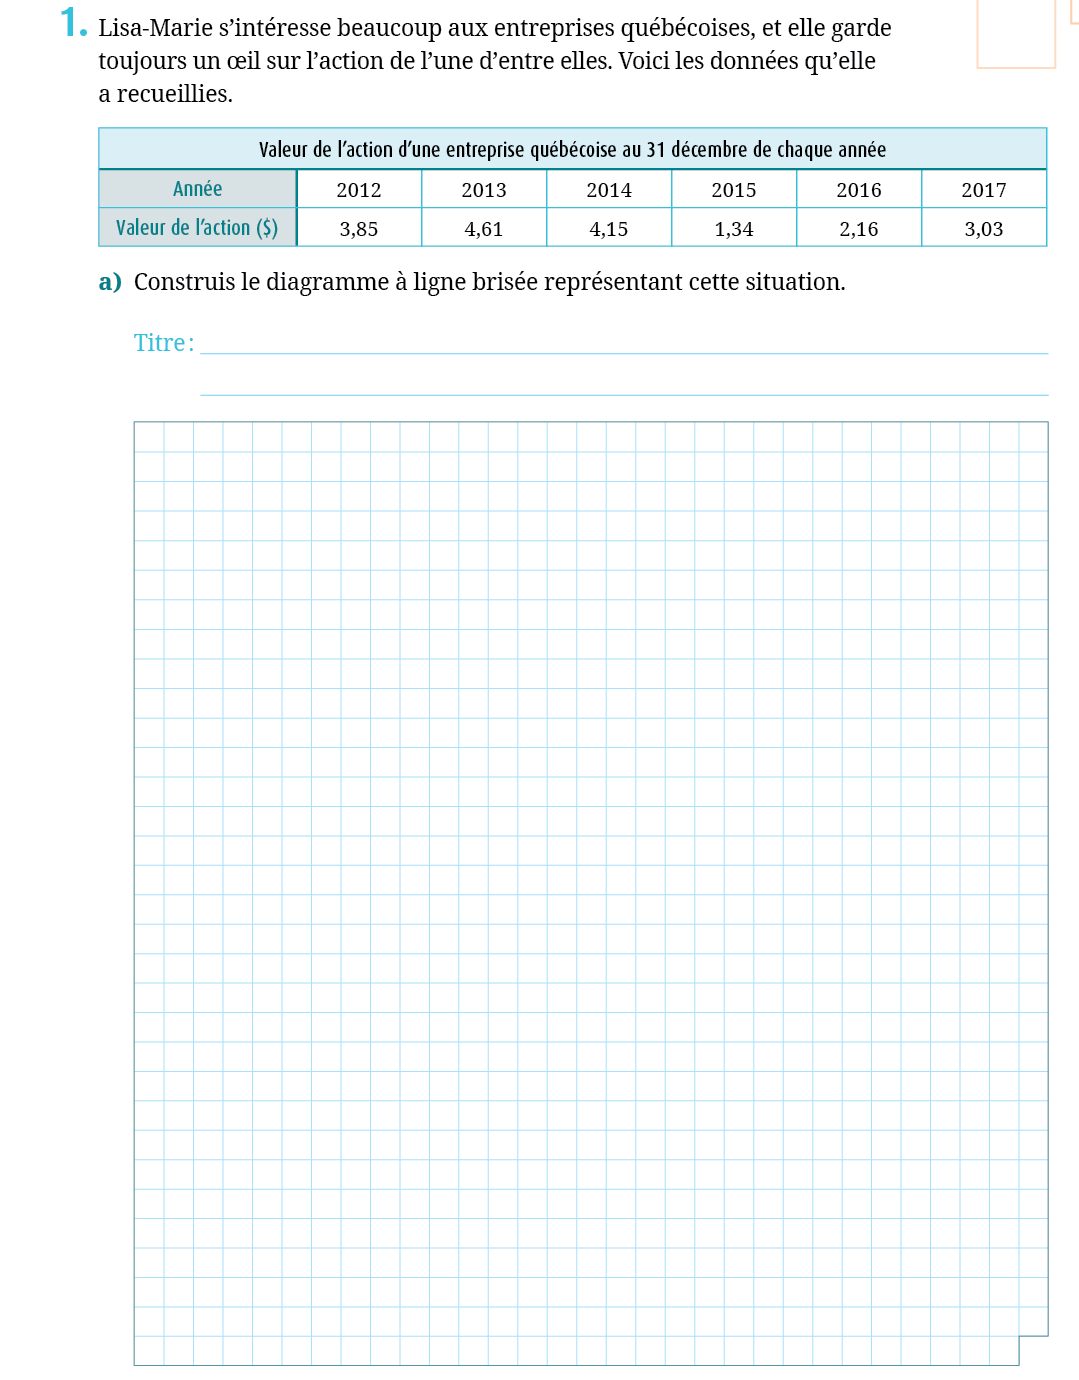 1. Lisa-Marie s’intéresse beaucoup aux entreprises québécoises, et elle garde
toujours un œil sur l’action de l’une d’entre elles. Voici les données qu’elle
a recueillies.
Valeur de l’action d’une entreprise québécoise au 31 décembre de chaque année
Année 2012 2013 2014 2015 2016 2017
Valeur de l’action ($) 3,85 4,61 4,15 1,34 2,16 3,03
a) Construis le diagramme à ligne brisée représentant cette situation.
Titre :